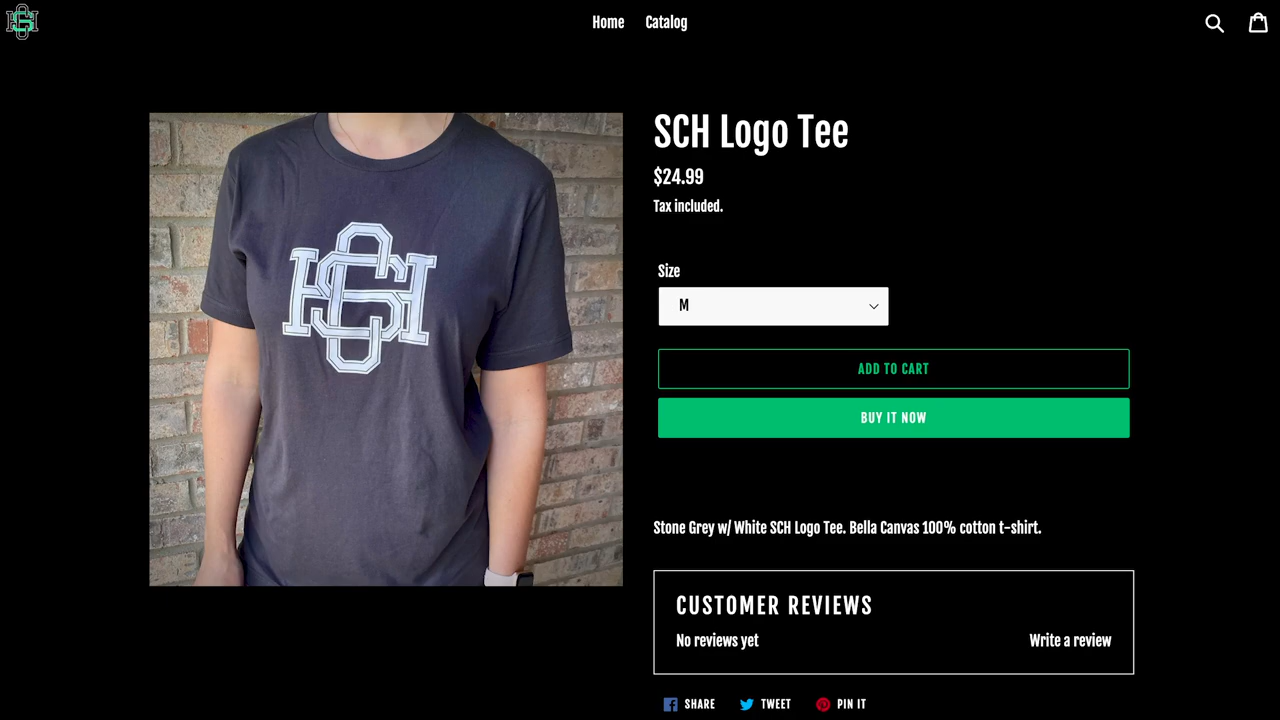 Home Catalog
SCH Logo Tee
$24.99
Tax included.
Size
M
ADD TO CART
BUY IT NOW
Stone Grey w/ White SCH Logo Tee. Bella Canvas 100% cotton t-shirt.
CUSTOMER REVIEWS
No reviews yet Write a review
SHARE TWEET PIN IT
SCH